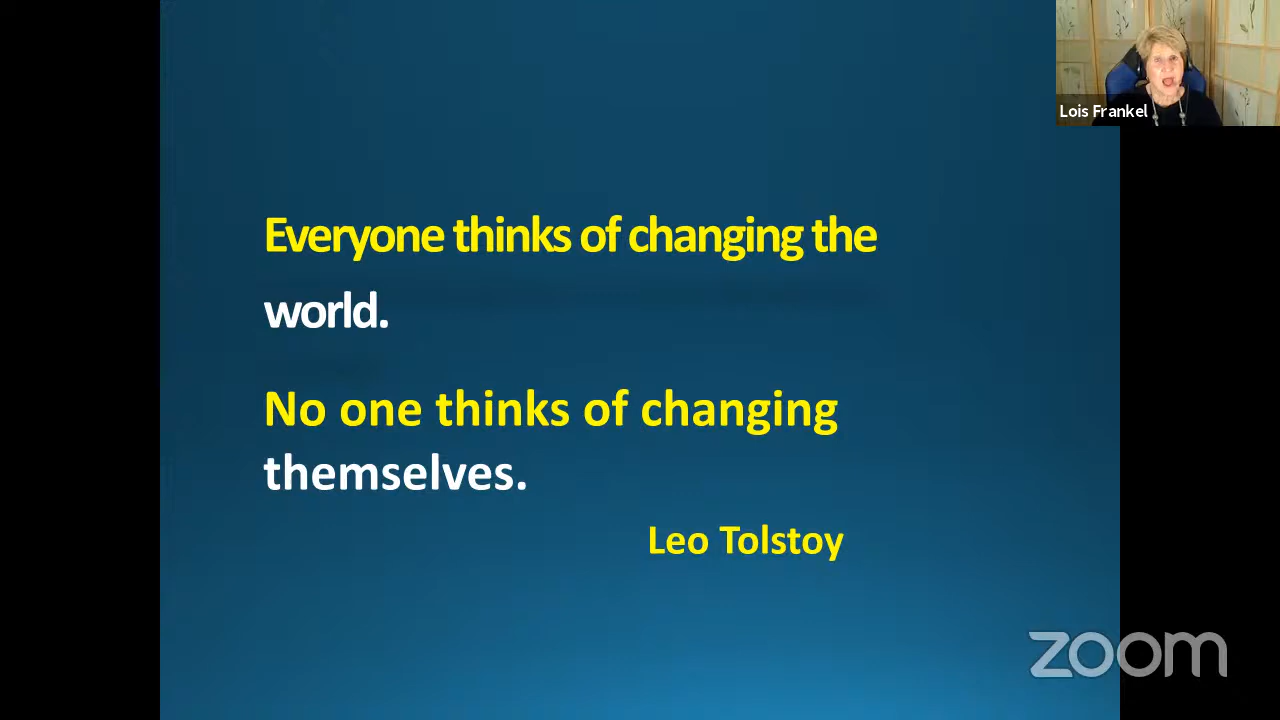 Lois Frankel
Everyone thinks of changing the
world.
No one thinks of changing
themselves.
Leo Tolstoy
zoom